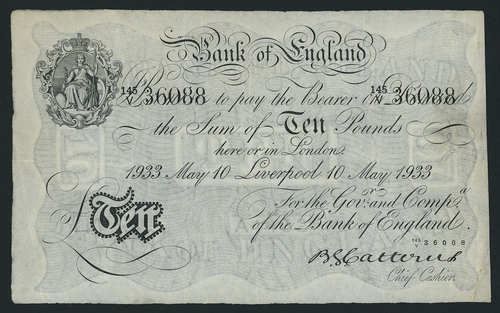 Bank of England
145/V 36088 I Promise to pay the Bearer on Demand 145/V 36088
the Sum of Ten Pounds
here or in London.
1933 May 10 Liverpool 10 May 1933
For the Govr. and Compa.
of the Bank of England.
£Ten
145/V 36088
B G Catterns
Chief Cashier.